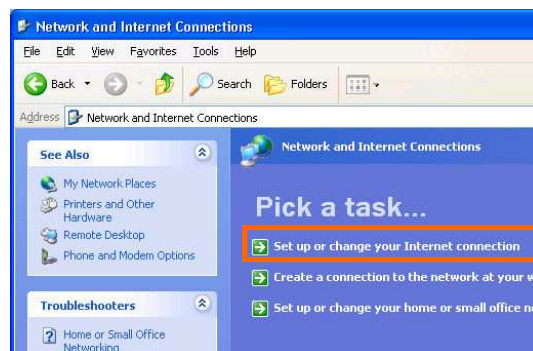 Network and Internet Connections
File Edit View Favorites Tools Help
Back Search Folders
Address Network and Internet Connections
See Also
My Network Places
Printers and Other
Hardware
Remote Desktop
Phone and Modem Options
Troubleshooters
Home or Small Office
Networking
Network and Internet Connections
Pick a task...
Set up or change your Internet connection
Create a connection to the network at your
Set up or change your home or small office